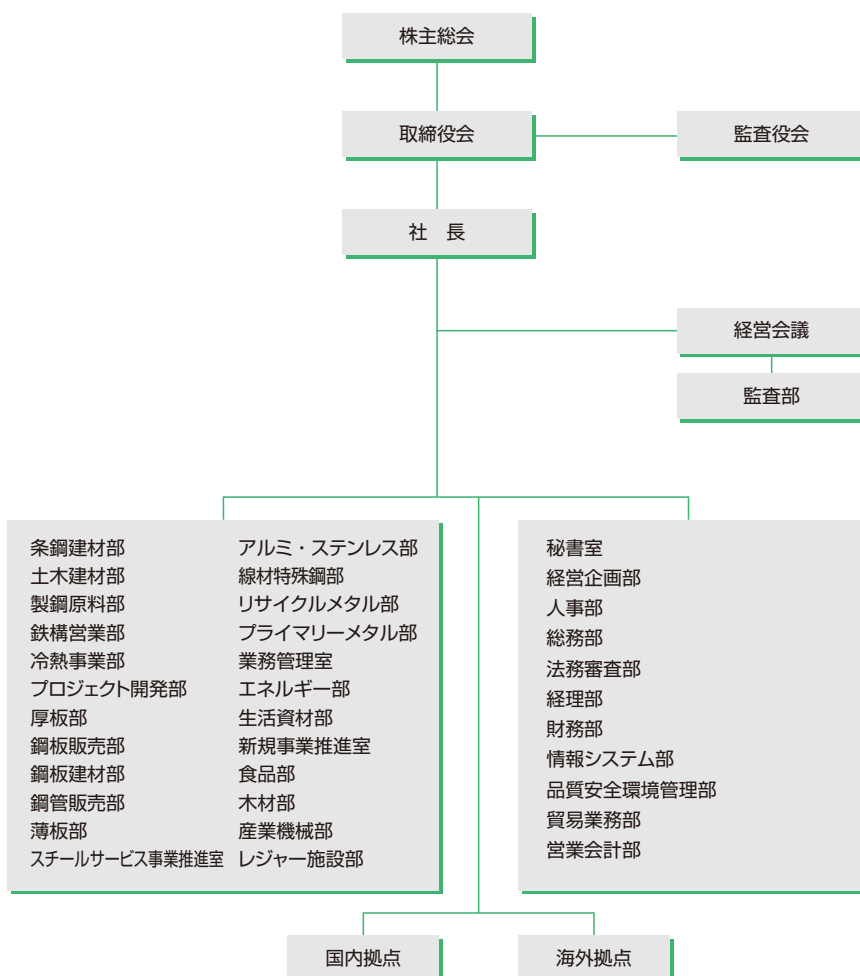 株主総会
取締役会
監査役会
社　長
経営会議
監査部
条鋼建材部
土木建材部
製鋼原料部
鉄構営業部
冷熱事業部
プロジェクト開発部
厚板部
鋼板販売部
鋼板建材部
鋼管販売部
薄板部
スチールサービス事業推進室
アルミ・ステンレス部
線材特殊鋼部
リサイクルメタル部
プライマリーメタル部
業務管理室
エネルギー部
生活資材部
新規事業推進室
食品部
木材部
産業機械部
レジャー施設部
秘書室
経営企画部
人事部
総務部
法務審査部
経理部
財務部
情報システム部
品質安全環境管理部
貿易業務部
営業会計部
国内拠点
海外拠点